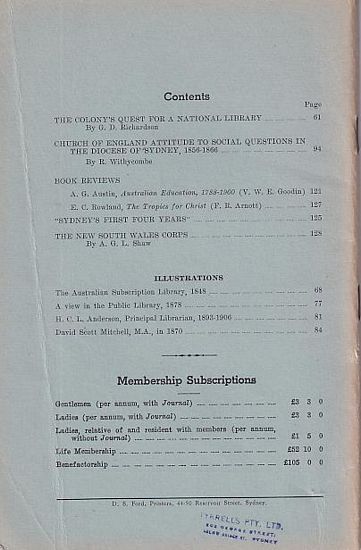 Contents
Page
THE COLONY'S QUEST FOR A NATIONAL LIBRARY 61
By G. D. Richardson
CHURCH OF ENGLAND ATTITUDE TO SOCIAL QUESTIONS IN
THE DIOCESE OF SYDNEY, 1856-1866 94
By R. Withycombe
BOOK REVIEWS
A. G. Austin, Australian Education, 1788-1900 (V. W. E. Goodin) 121
E. C. Rowland, The Tropics for Christ (F. R. Arnott) 127
"SYDNEY'S FIRST FOUR YEARS" 125
THE NEW SOUTH WALES CORPS 128
By A. G. L. Shaw
ILLUSTRATIONS
The Australian Subscription Library, 1848 68
A view in the Public Library, 1878 77
H. C. L. Anderson, Principal Librarian, 1893-1906 81
David Scott Mitchell, M.A., in 1870 84
Membership Subscriptions
Gentlemen (per annum, with Journal) £3 3 0
Ladies (per annum, with Journal) £3 3 0
Ladies, relative of and resident with members (per annum,
without Journal) £1 5 0
Life Membership £52 10 0
Benefactorship £105 0 0
D. S. Ford, Printers, 44-50 Reservoir Street, Sydney.
TYRRELLS PTY. LTD.
GEORGE STREET
SYDNEY